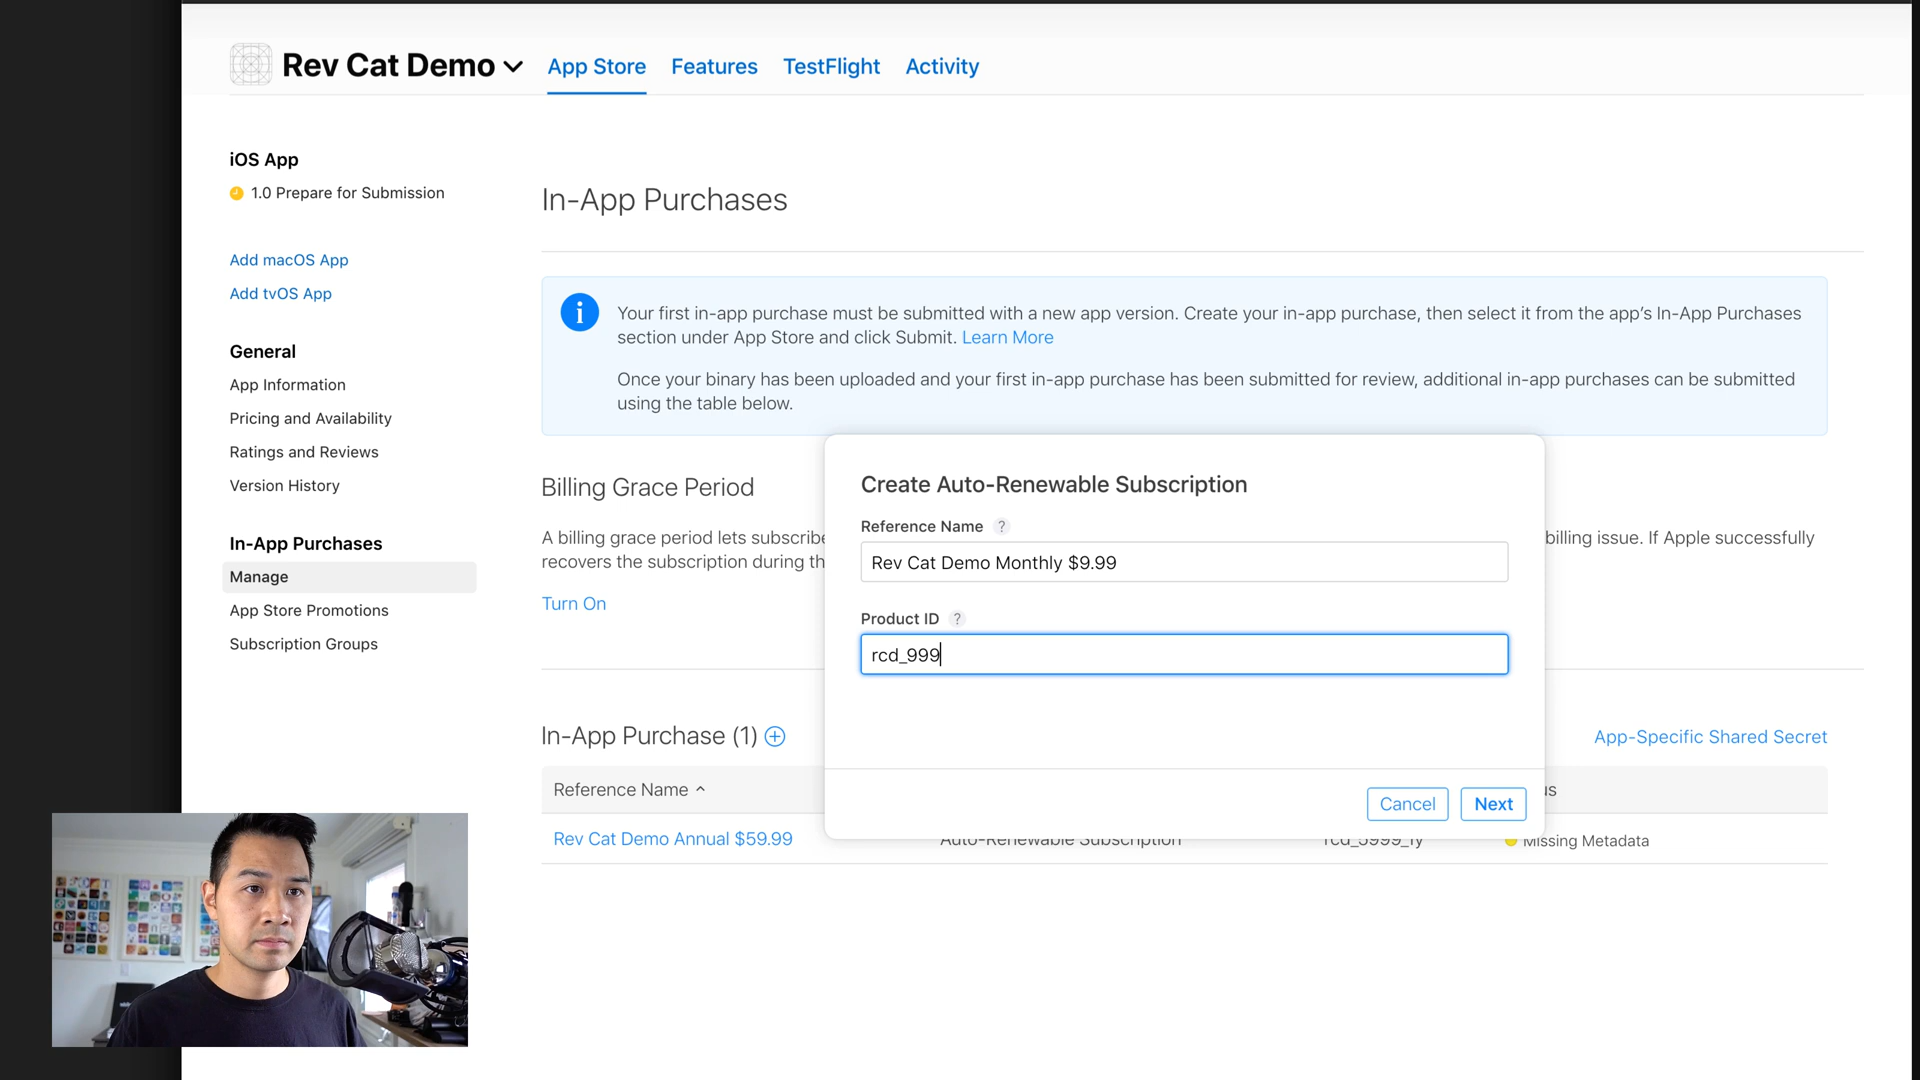 Rev Cat Demo
App Store
Features
TestFlight
Activity
iOS App
1.0 Prepare for Submission
Add macOS App
Add tvOS App
General
App Information
Pricing and Availability
Ratings and Reviews
Version History
In-App Purchases
Manage
App Store Promotions
Subscription Groups
In-App Purchases
Your first in-app purchase must be submitted with a new app version. Create your in-app purchase, then select it from the app's In-App Purchases
section under App Store and click Submit. Learn More
Once your binary has been uploaded and your first in-app purchase has been submitted for review, additional in-app purchases can be submitted
using the table below.
Billing Grace Period
A billing grace period lets subscribe
billing issue. If Apple successfully
recovers the subscription during th
Turn On
Create Auto-Renewable Subscription
Reference Name ?
Rev Cat Demo Monthly $9.99
Product ID ?
rcd_999
Cancel
Next
In-App Purchase (1)
App-Specific Shared Secret
Reference Name
us
Rev Cat Demo Annual $59.99
Auto-Renewable Subscription
rcd_5999_1y
Missing Metadata